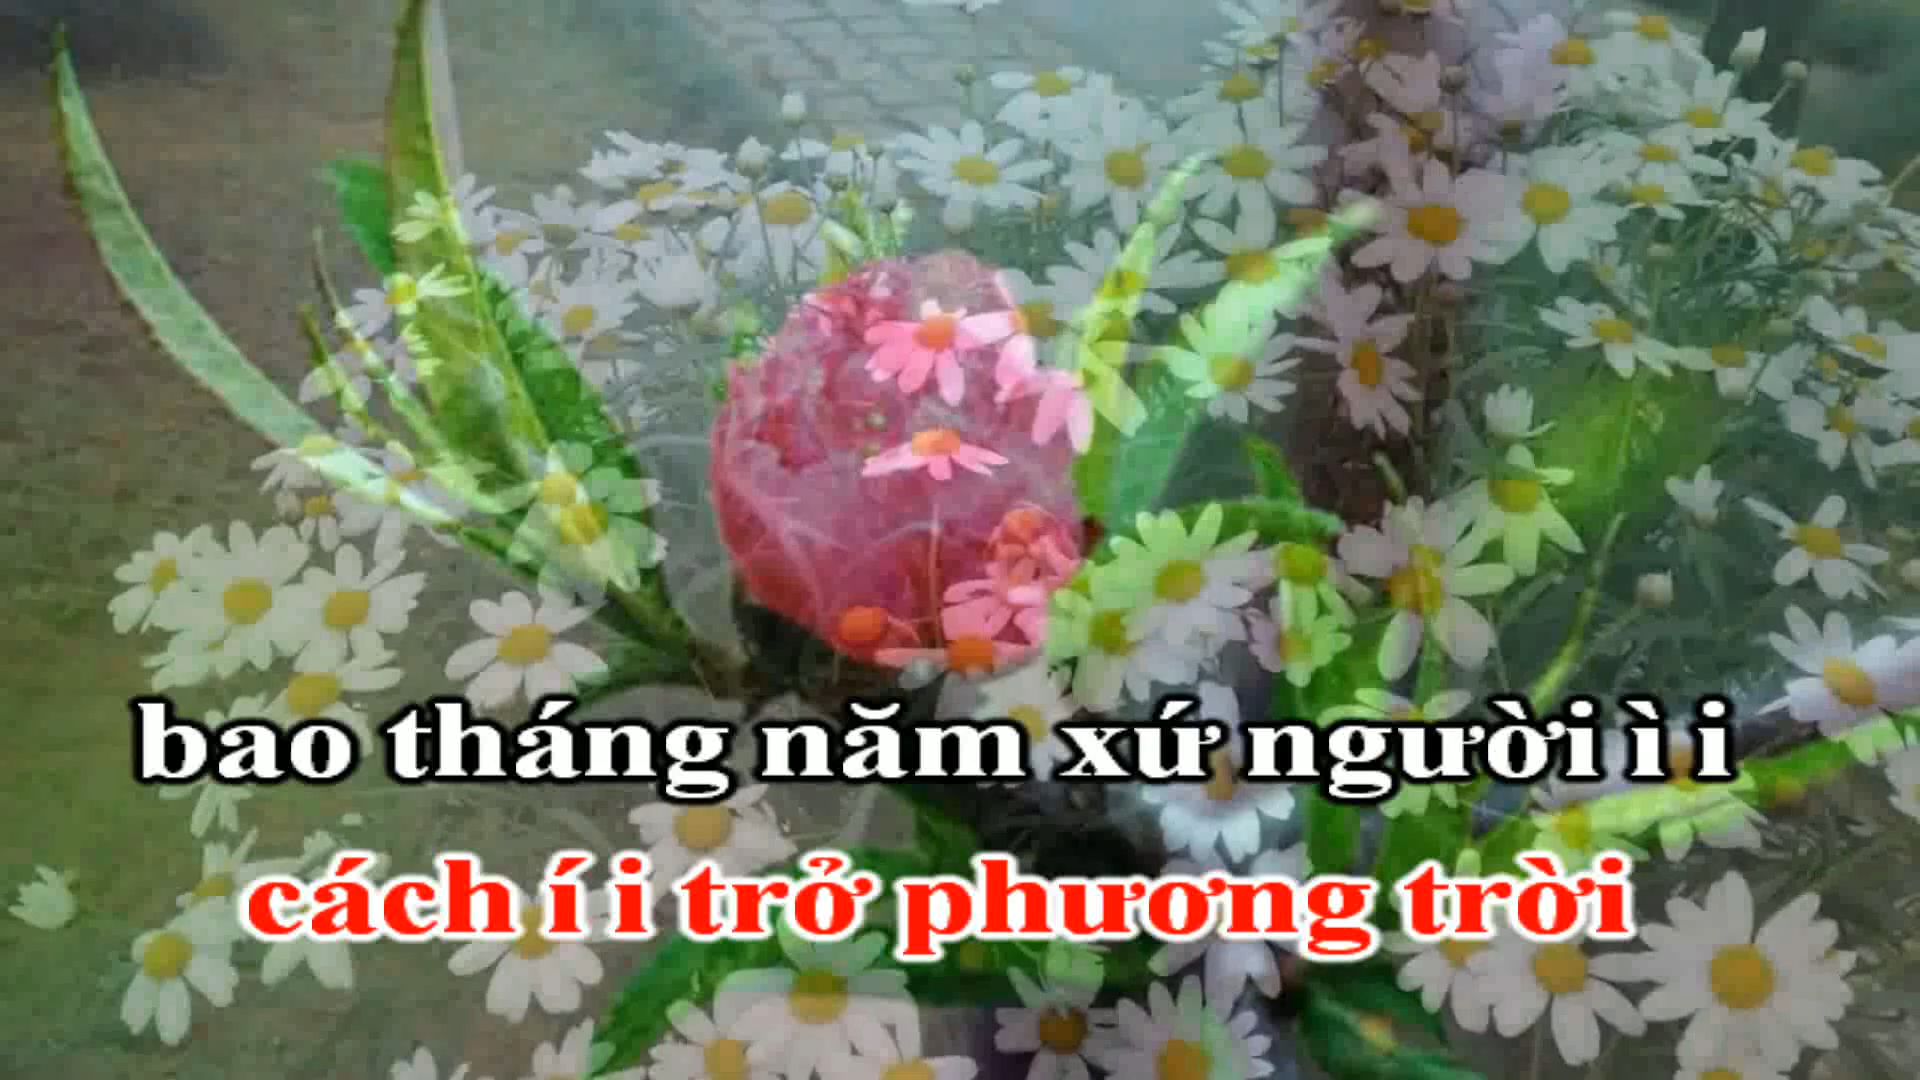 bao tháng năm xứ người ì i
cách í i trở phương trời